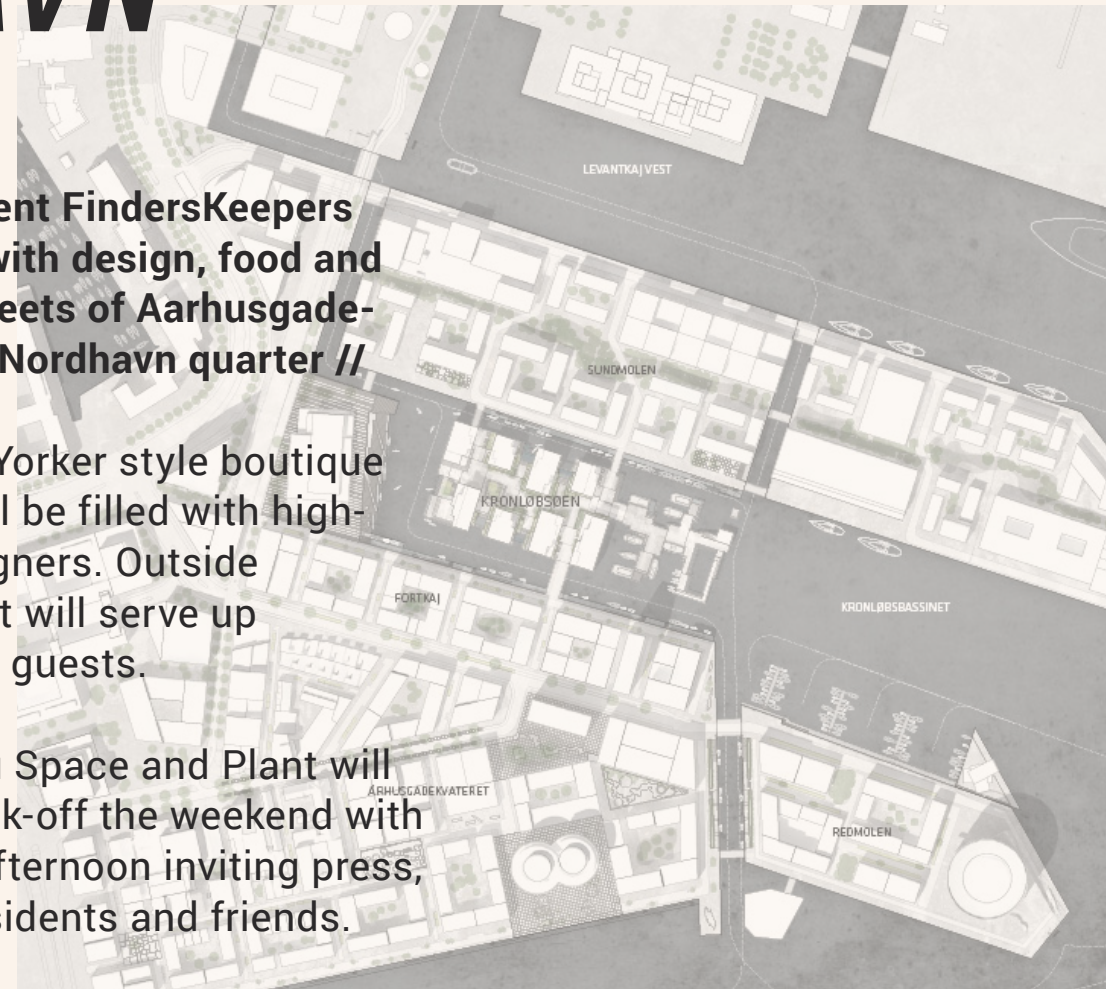 AVN
ent FindersKeepers
with design, food and
eets of Aarhusgade-
Nordhavn quarter //
Yorker style boutique
l be filled with high-
gners. Outside
t will serve up
guests.
Space and Plant will
k-off the weekend with
fternoon inviting press,
sidents and friends.
LEVANTKAJ VEST
SUNDMOLEN
KRONLØBSØEN
FORTKAJ
KRONLØBSBASSINET
ÅRHUSGADEKVATERET
REDMOLEN